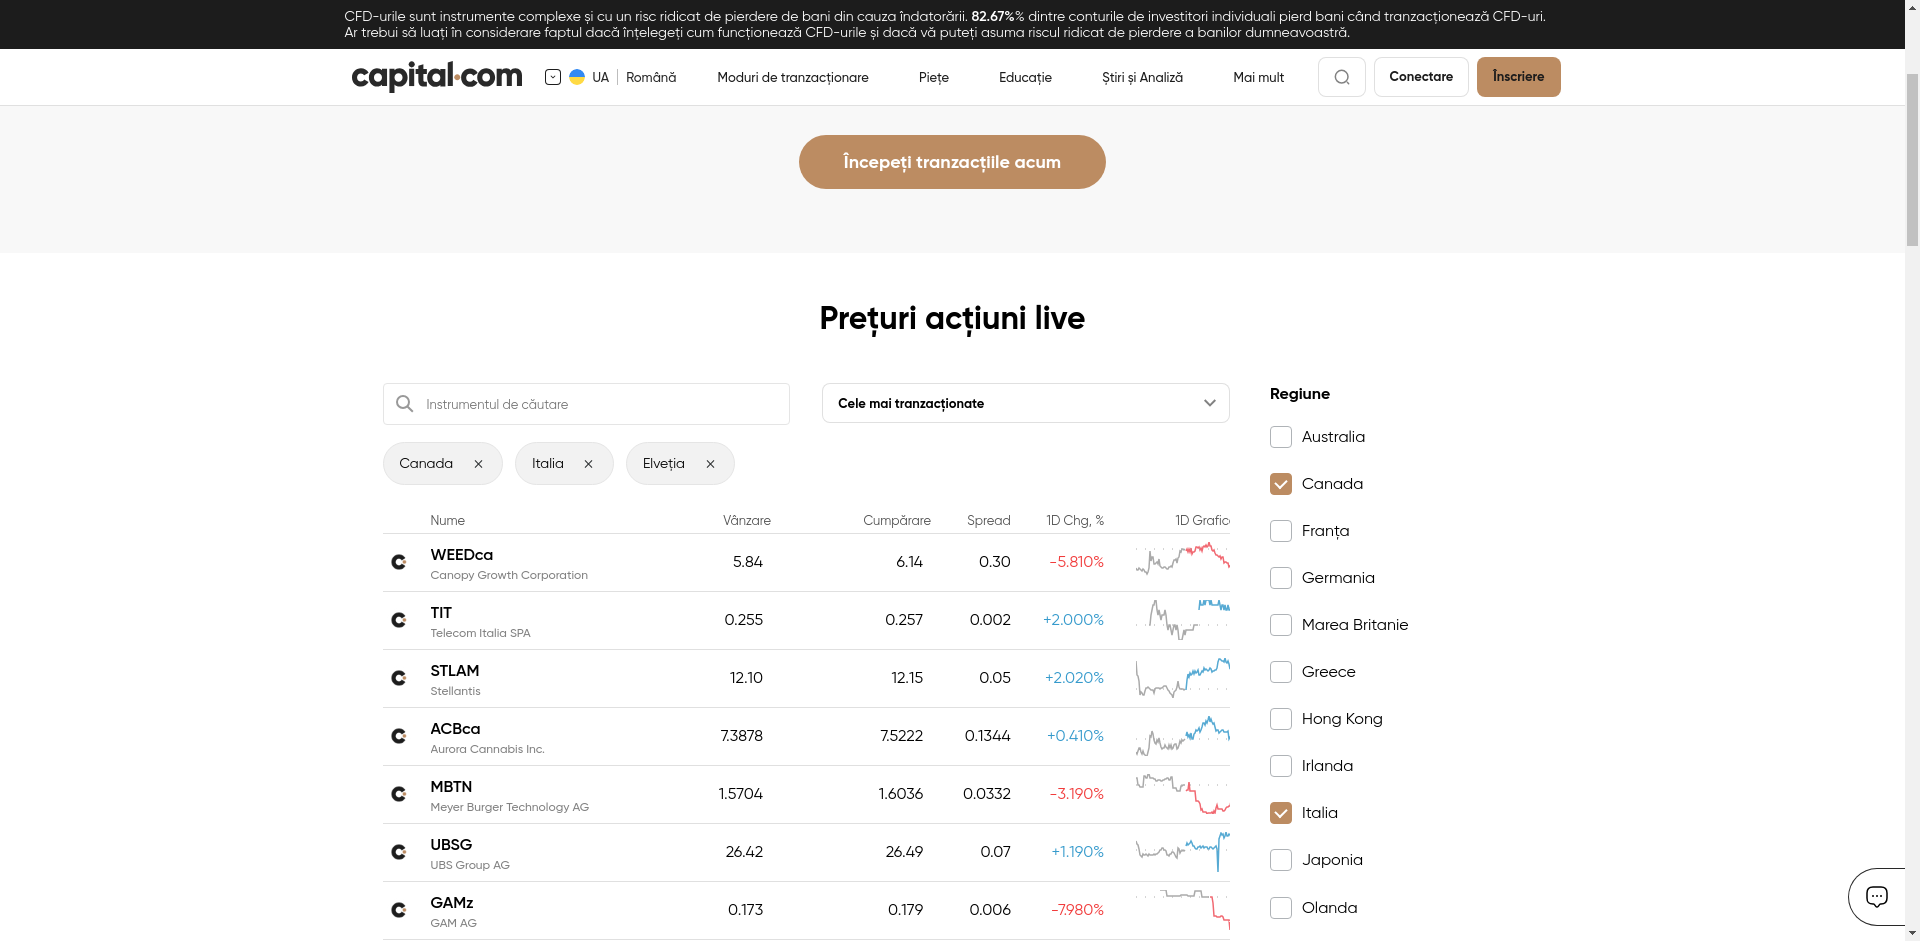 CFD-urile sunt instrumente complexe și cu un risc ridicat de pierdere de bani din cauza îndatorării. 82.67%% dintre conturile de investitori individuali pierd bani când tranzacționează CFD-uri.
Ar trebui să luați în considerare faptul dacă înțelegeți cum funcționează CFD-urile și dacă vă puteți asuma riscul ridicat de pierdere a banilor dumneavoastră.
capital.com UA Română Moduri de tranzacționare Piețe Educație Știri și Analiză Mai mult Conectare Înscriere
Începeți tranzacțiile acum
Prețuri acțiuni live
Instrumentul de căutare
Cele mai tranzacționate
Canada Italia Elveția
Nume Vânzare Cumpărare Spread 1D Chg, % 1D Grafic
WEEDca 5.84 6.14 0.30 -5.810%
Canopy Growth Corporation
TIT 0.255 0.257 0.002 +2.000%
Telecom Italia SPA
STLAM 12.10 12.15 0.05 +2.020%
Stellantis
ACBca 7.3878 7.5222 0.1344 +0.410%
Aurora Cannabis Inc.
MBTN 1.5704 1.6036 0.0332 -3.190%
Meyer Burger Technology AG
UBSG 26.42 26.49 0.07 +1.190%
UBS Group AG
GAMz 0.173 0.179 0.006 -7.980%
GAM AG
Regiune
Australia
Canada
Franța
Germania
Marea Britanie
Greece
Hong Kong
Irlanda
Italia
Japonia
Olanda